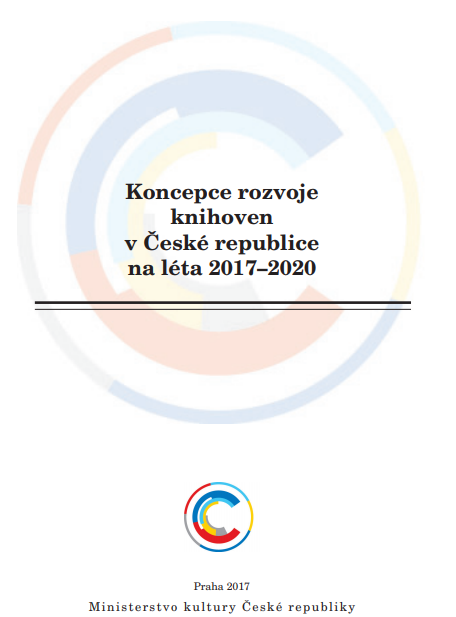 Koncepce rozvoje
knihoven
v České republice
na léta 2017–2020
Praha 2017
Ministerstvo kultury České republiky